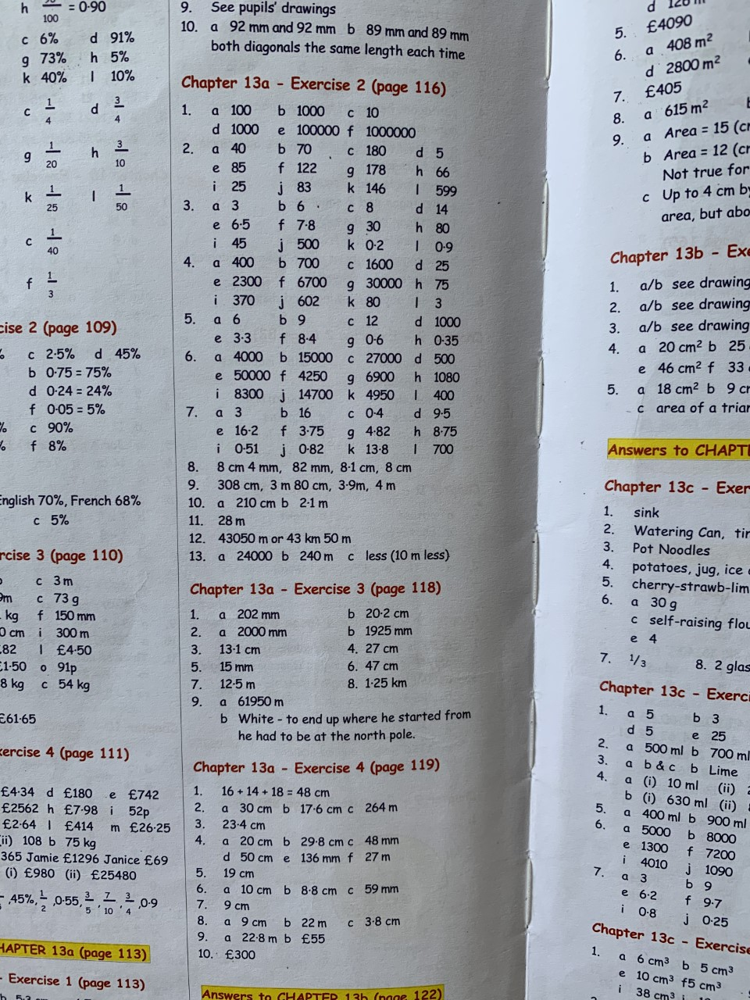 h 100 = 0·90
c 6% d 91%
g 73% h 5%
k 40% l 10%
c 1/4 d 3/4
g 1/20 h 3/10
k 1/25 l 1/50
c 1/40
f 1/3
cise 2 (page 109)
% c 2·5% d 45%
b 0·75 = 75%
d 0·24 = 24%
f 0·05 = 5%
% c 90%
% f 8%
English 70%, French 68%
c 5%
rcise 3 (page 110)
c 3 m
m c 73 g
kg f 150 mm
0 cm i 300 m
82 l £4·50
£1·50 o 91p
8 kg c 54 kg
£61·65
xercise 4 (page 111)
£4·34 d £180 e £742
£2562 h £7·98 i 52p
£2·64 l £414 m £26·25
(ii) 108 b 75 kg
365 Jamie £1296 Janice £69
(i) £980 (ii) £25480
,45%, 1/2 ,0·55, 3/5, 7/10, 3/4 ,0·9
HAPTER 13a (page 113)
- Exercise 1 (page 113)
9. See pupils' drawings
10. a 92 mm and 92 mm b 89 mm and 89 mm
both diagonals the same length each time
Chapter 13a - Exercise 2 (page 116)
1. a 100 b 1000 c 10
d 1000 e 100000 f 1000000
2. a 40 b 70 c 180 d 5
e 85 f 122 g 178 h 66
i 25 j 83 k 146 l 599
3. a 3 b 6 c 8 d 14
e 6·5 f 7·8 g 30 h 80
i 45 j 500 k 0·2 l 0·9
4. a 400 b 700 c 1600 d 25
e 2300 f 6700 g 30000 h 75
i 370 j 602 k 80 l 3
5. a 6 b 9 c 12 d 1000
e 3·3 f 8·4 g 0·6 h 0·35
6. a 4000 b 15000 c 27000 d 500
e 50000 f 4250 g 6900 h 1080
i 8300 j 14700 k 4950 l 400
7. a 3 b 16 c 0·4 d 9·5
e 16·2 f 3·75 g 4·82 h 8·75
i 0·51 j 0·82 k 13·8 l 700
8. 8 cm 4 mm, 82 mm, 8·1 cm, 8 cm
9. 308 cm, 3 m 80 cm, 3·9m, 4 m
10. a 210 cm b 2·1 m
11. 28 m
12. 43050 m or 43 km 50 m
13. a 24000 b 240 m c less (10 m less)
Chapter 13a - Exercise 3 (page 118)
1. a 202 mm b 20·2 cm
2. a 2000 mm b 1925 mm
3. 13·1 cm 4. 27 cm
5. 15 mm 6. 47 cm
7. 12·5 m 8. 1·25 km
9. a 61950 m
b White - to end up where he started from
he had to be at the north pole.
Chapter 13a - Exercise 4 (page 119)
1. 16 + 14 + 18 = 48 cm
2. a 30 cm b 17·6 cm c 264 m
3. 23·4 cm
4. a 20 cm b 29·8 cm c 48 mm
d 50 cm e 136 mm f 27 m
5. 19 cm
6. a 10 cm b 8·8 cm c 59 mm
7. 9 cm
8. a 9 cm b 22 m c 3·8 cm
9. a 22·8 m b £55
10. £300
Answers to CHAPTER 13b (page 122)
d
5. £4090
6. a 408 m²
d 2800 m²
7. £405
8. a 615 m²
9. a Area = 15 (cm
b Area = 12 (cm
Not true for
c Up to 4 cm by
area, but abo
Chapter 13b - Exe
1. a/b see drawing
2. a/b see drawing
3. a/b see drawing
4. a 20 cm² b 25
e 46 cm² f 33
5. a 18 cm² b 9 cm
c area of a trian
Answers to CHAPTE
Chapter 13c - Exer
1. sink
2. Watering Can, tin
3. Pot Noodles
4. potatoes, jug, ice
5. cherry-strawb-lim
6. a 30 g
c self-raising flou
e 4
7. 1/3 8. 2 glas
Chapter 13c - Exerci
1. a 5 b 3
d 5 e 25
2. a 500 ml b 700 ml
3. a b & c b Lime
4. a (i) 10 ml (ii)
b (i) 630 ml (ii)
5. a 400 ml b 900 ml
6. a 5000 b 8000
e 1300 f 7200
i 4010 j 1090
7. a 3 b 9
e 6·2 f 9·7
i 0·8 j 0·25
Chapter 13c - Exercise
1. a 6 cm³ b 5 cm³
e 10 cm³ f 5 cm³
i 38 cm³